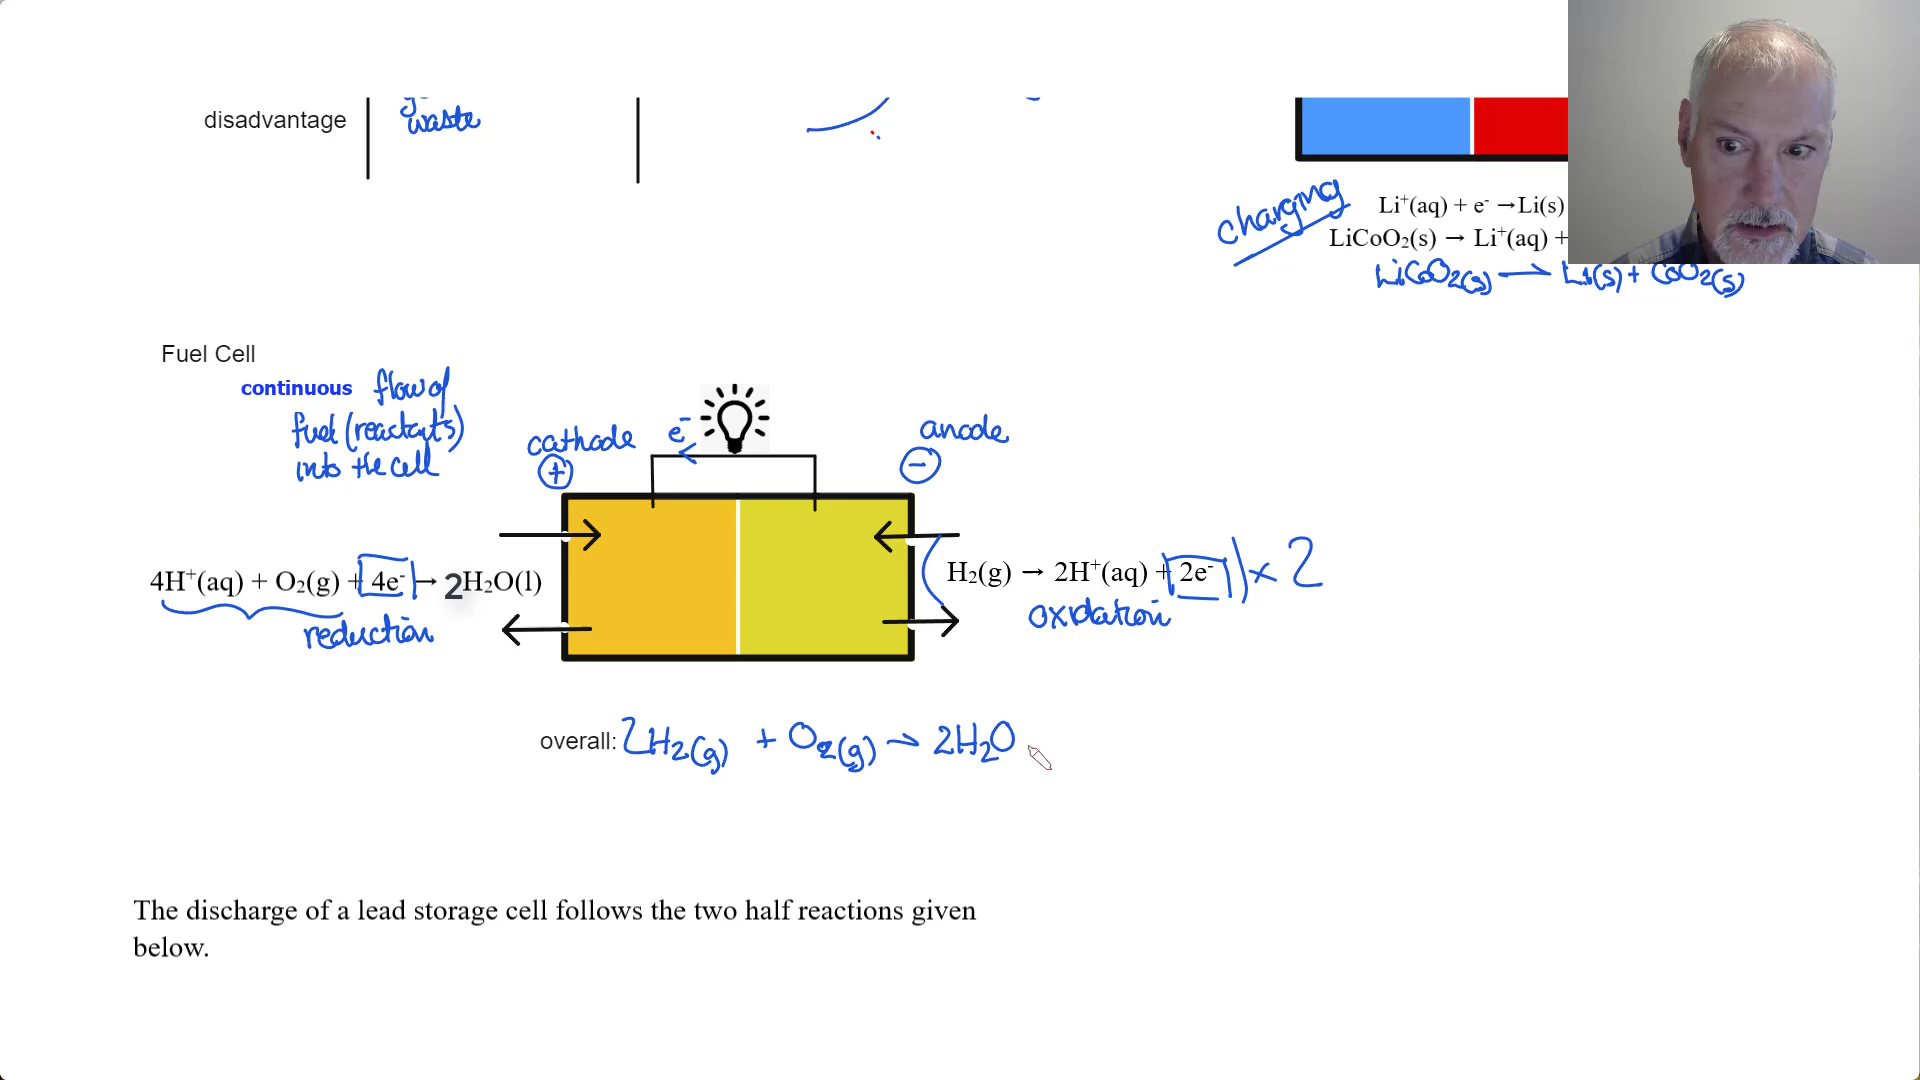 disadvantage
waste
charging
Li⁺(aq) + e⁻ →Li(s)
LiCoO₂(s) → Li⁺(aq) +
LiCoO₂(s) → Li(s) + CoO₂(s)
Fuel Cell
continuous flow of
fuel (reactants)
into the cell
cathode e⁻ anode
+ −
4H⁺(aq) + O₂(g) + 4e⁻ → 2H₂O(l)
H₂(g) → 2H⁺(aq) + 2e⁻ ) × 2
reduction
oxidation
overall: 2H₂(g) + O₂(g) → 2H₂O
The discharge of a lead storage cell follows the two half reactions given
below.